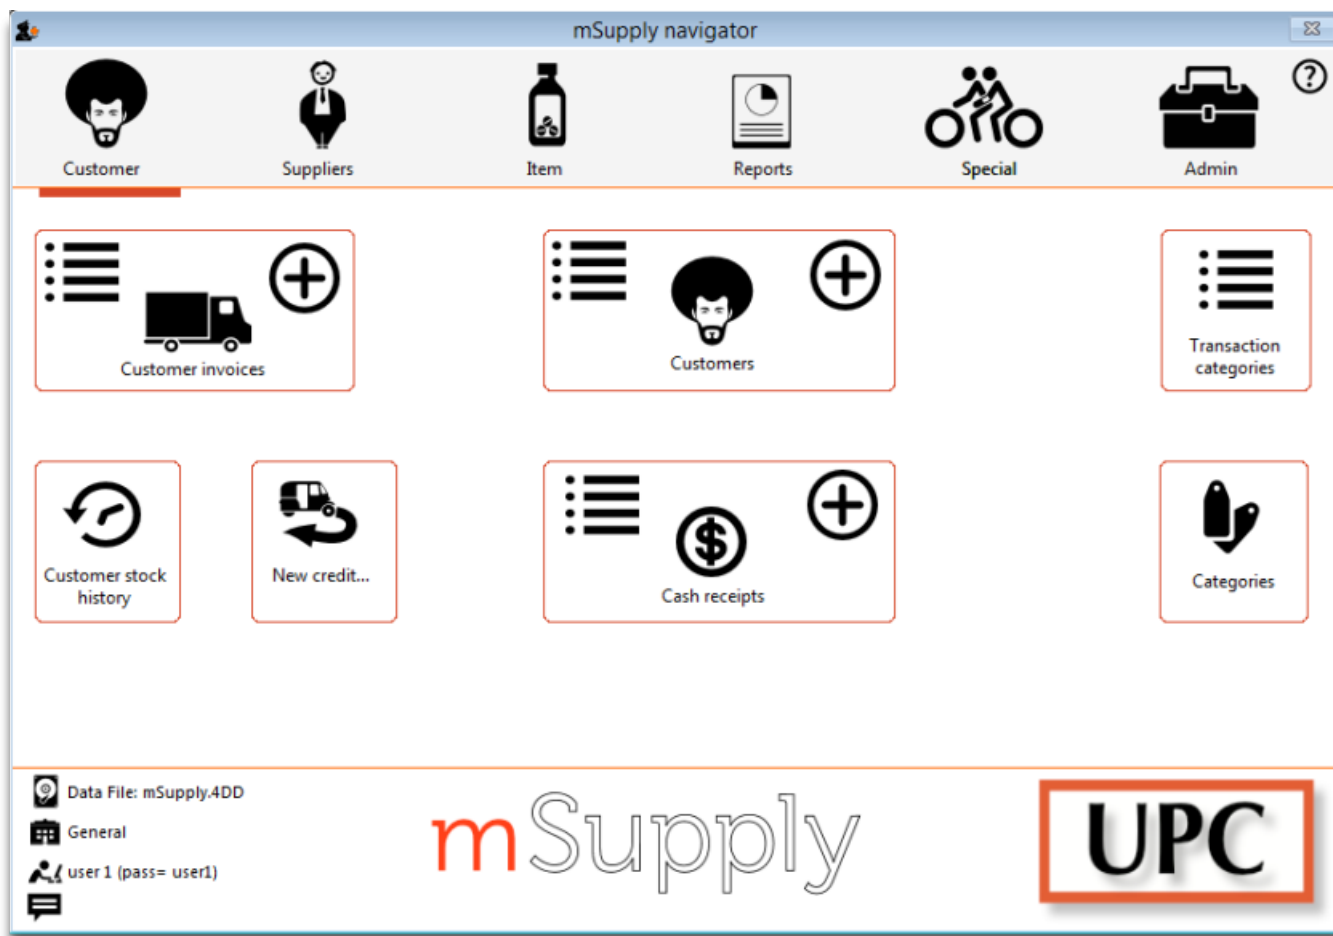 mSupply navigator
Customer
Suppliers
Item
Reports
Special
Admin
?
Customer invoices
Customers
Transaction
categories
Customer stock
history
New credit...
$
Cash receipts
Categories
Data File: mSupply.4DD
General
user 1 (pass= user1)
mSupply
UPC